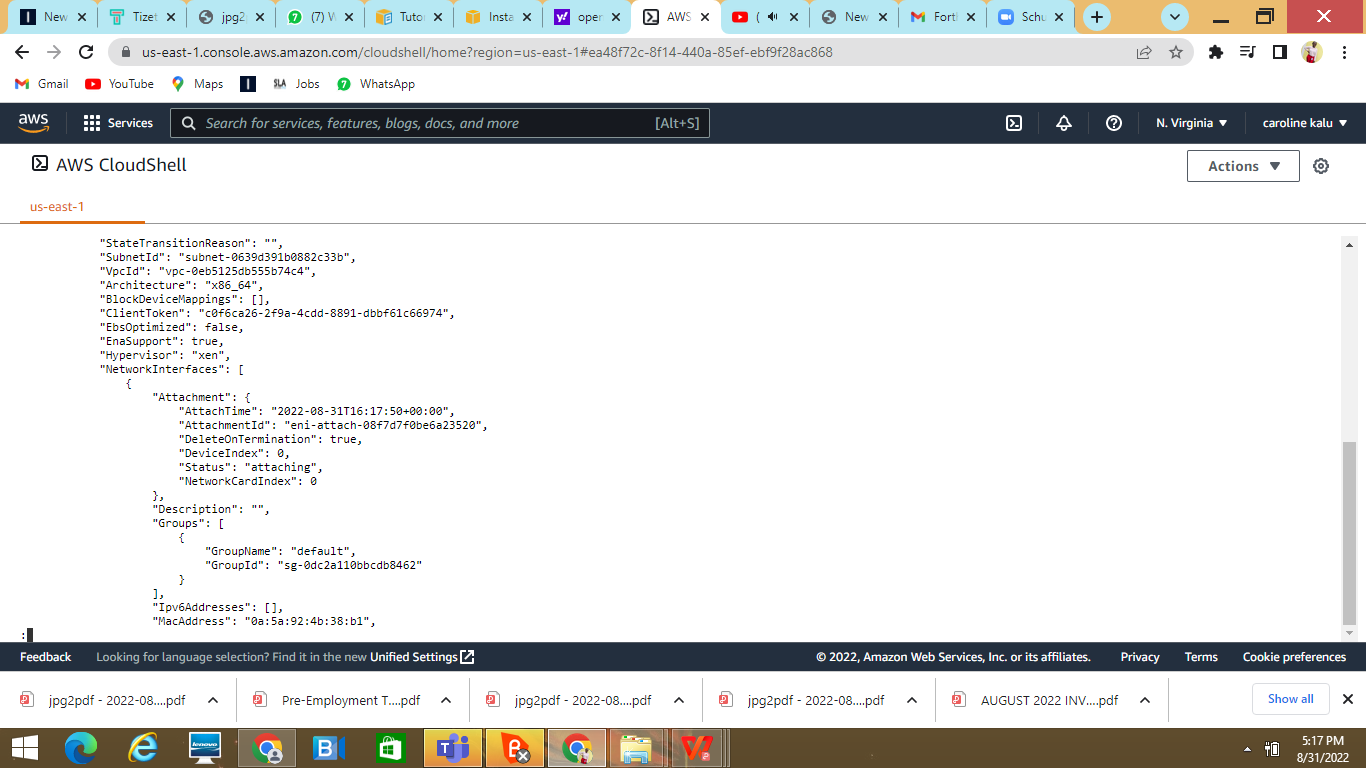 New
Tizet
jpg2
(7) W
Tutor
Insta
oper
AWS
(
New
Forth
Schu
us-east-1.console.aws.amazon.com/cloudshell/home?region=us-east-1#ea48f72c-8f14-440a-85ef-ebf9f28ac868
Gmail YouTube Maps SLA Jobs WhatsApp
aws Services Search for services, features, blogs, docs, and more [Alt+S] N. Virginia caroline kalu
AWS CloudShell Actions
us-east-1
"StateTransitionReason": "",
"SubnetId": "subnet-0639d391b0882c33b",
"VpcId": "vpc-0eb5125db555b74c4",
"Architecture": "x86_64",
"BlockDeviceMappings": [],
"ClientToken": "c0f6ca26-2f9a-4cdd-8891-dbbf61c66974",
"EbsOptimized": false,
"EnaSupport": true,
"Hypervisor": "xen",
"NetworkInterfaces": [
{
"Attachment": {
"AttachTime": "2022-08-31T16:17:50+00:00",
"AttachmentId": "eni-attach-08f7d7f0be6a23520",
"DeleteOnTermination": true,
"DeviceIndex": 0,
"Status": "attaching",
"NetworkCardIndex": 0
},
"Description": "",
"Groups": [
{
"GroupName": "default",
"GroupId": "sg-0dc2a110bbcdb8462"
}
],
"Ipv6Addresses": [],
"MacAddress": "0a:5a:92:4b:38:b1",
:
Feedback Looking for language selection? Find it in the new Unified Settings © 2022, Amazon Web Services, Inc. or its affiliates. Privacy Terms Cookie preferences
jpg2pdf - 2022-08....pdf Pre-Employment T....pdf jpg2pdf - 2022-08....pdf jpg2pdf - 2022-08....pdf AUGUST 2022 INV....pdf Show all
lenovo
5:17 PM
8/31/2022